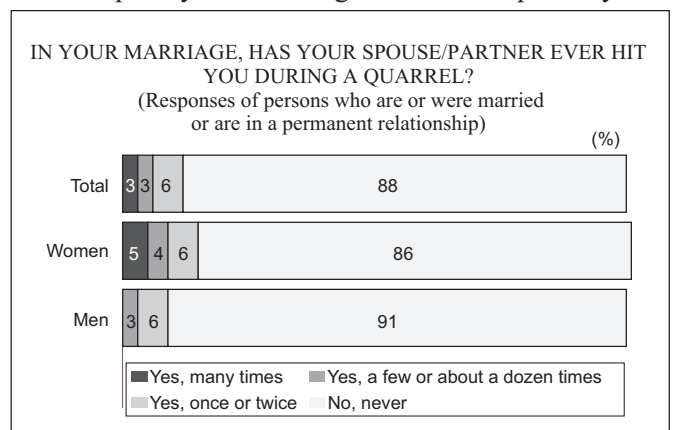 IN YOUR MARRIAGE, HAS YOUR SPOUSE/PARTNER EVER HIT
YOU DURING A QUARREL?
(Responses of persons who are or were married
or are in a permanent relationship)
(%)
Total 3 3 6 88
Women 5 4 6 86
Men 3 6 91
Yes, many times Yes, a few or about a dozen times
Yes, once or twice No, never